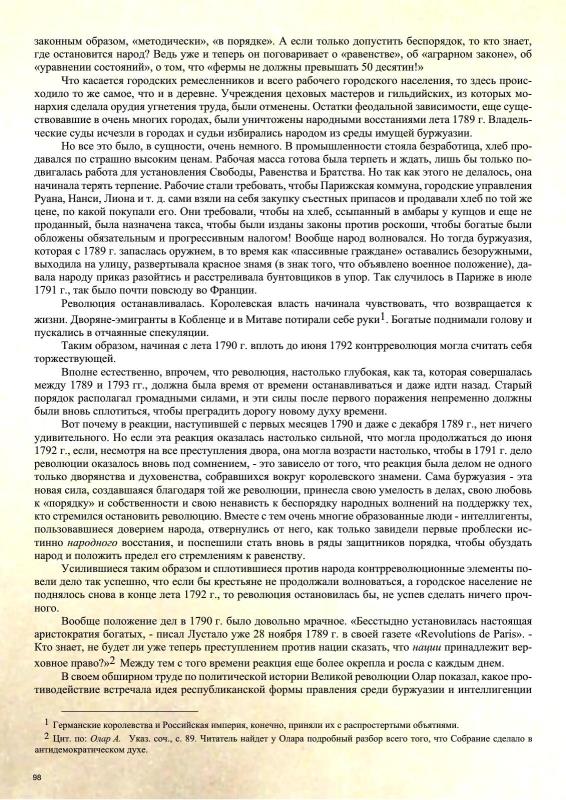 законным образом, «методически», «в порядке». А если только допустить беспорядок, то кто знает,
где остановится народ? Ведь уже и теперь он поговаривает о «равенстве», об «аграрном законе», об
«уравнении состояний», о том, что «фермы не должны превышать 50 десятин!»
Что касается городских ремесленников и всего рабочего городского населения, то здесь проис-
ходило то же самое, что и в деревне. Учреждения цеховых мастеров и гильдийских, из которых мо-
нархия сделала орудия угнетения труда, были отменены. Остатки феодальной зависимости, еще суще-
ствовавшие в очень многих городах, были уничтожены народными восстаниями лета 1789 г. Владель-
ческие суды исчезли в городах и судьи избирались народом из среды имущей буржуазии.
Но все это было, в сущности, очень немного. В промышленности стояла безработица, хлеб про-
давался по страшно высоким ценам. Рабочая масса готова была терпеть и ждать, лишь бы только по-
двигалась работа для установления Свободы, Равенства и Братства. Но так как этого не делалось, она
начинала терять терпение. Рабочие стали требовать, чтобы Парижская коммуна, городские управления
Руана, Нанси, Лиона и т. д. сами взяли на себя закупку съестных припасов и продавали хлеб по той же
цене, по какой покупали его. Они требовали, чтобы на хлеб, ссыпанный в амбары у купцов и еще не
проданный, была назначена такса, чтобы были изданы законы против роскоши, чтобы богатые были
обложены обязательным и прогрессивным налогом! Вообще народ волновался. Но тогда буржуазия,
которая с 1789 г. запаслась оружием, в то время как «пассивные граждане» оставались безоружными,
выходила на улицу, развертывала красное знамя (в знак того, что объявлено военное положение), да-
вала народу приказ разойтись и расстреливала бунтовщиков в упор. Так случилось в Париже в июле
1791 г., так было почти повсюду во Франции.
Революция останавливалась. Королевская власть начинала чувствовать, что возвращается к
жизни. Дворяне-эмигранты в Кобленце и в Митаве потирали себе руки1. Богатые поднимали голову и
пускались в отчаянные спекуляции.
Таким образом, начиная с лета 1790 г. вплоть до июня 1792 контрреволюция могла считать себя
торжествующей.
Вполне естественно, впрочем, что революция, настолько глубокая, как та, которая совершалась
между 1789 и 1793 гг., должна была время от времени останавливаться и даже идти назад. Старый
порядок располагал громадными силами, и эти силы после первого поражения непременно должны
были вновь сплотиться, чтобы преградить дорогу новому духу времени.
Вот почему в реакции, наступившей с первых месяцев 1790 и даже с декабря 1789 г., нет ничего
удивительного. Но если эта реакция оказалась настолько сильной, что могла продолжаться до июня
1792 г., если, несмотря на все преступления двора, она могла возрасти настолько, чтобы в 1791 г. дело
революции оказалось вновь под сомнением, - это зависело от того, что реакция была делом не одного
только дворянства и духовенства, собравшихся вокруг королевского знамени. Сама буржуазия - эта
новая сила, создавшаяся благодаря той же революции, принесла свою умелость в делах, свою любовь
к «порядку» и собственности и свою ненависть к беспорядку народных волнений на поддержку тех,
кто стремился остановить революцию. Вместе с тем очень многие образованные люди - интеллигенты,
пользовавшиеся доверием народа, отвернулись от него, как только завидели первые проблески ис-
тинно народного восстания, и поспешили стать вновь в ряды защитников порядка, чтобы обуздать
народ и положить предел его стремлениям к равенству.
Усилившиеся таким образом и сплотившиеся против народа контрреволюционные элементы по-
вели дело так успешно, что если бы крестьяне не продолжали волноваться, а городское население не
поднялось снова в конце лета 1792 г., то революция остановилась бы, не успев сделать ничего проч-
ного.
Вообще положение дел в 1790 г. было довольно мрачное. «Бесстыдно установилась настоящая
аристократия богатых, - писал Лустало уже 28 ноября 1789 г. в своей газете «Revolutions de Paris». -
Кто знает, не будет ли уже теперь преступлением против нации сказать, что нации принадлежит вер-
ховное право?»2 Между тем с того времени реакция еще более окрепла и росла с каждым днем.
В своем обширном труде по политической истории Великой революции Олар показал, какое про-
тиводействие встречала идея республиканской формы правления среди буржуазии и интеллигенции
1 Германские королевства и Российская империя, конечно, приняли их с распростертыми объятиями.
2 Цит. по: Олар А. Указ. соч., с. 89. Читатель найдет у Олара подробный разбор всего того, что Собрание сделало в
антидемократическом духе.
98